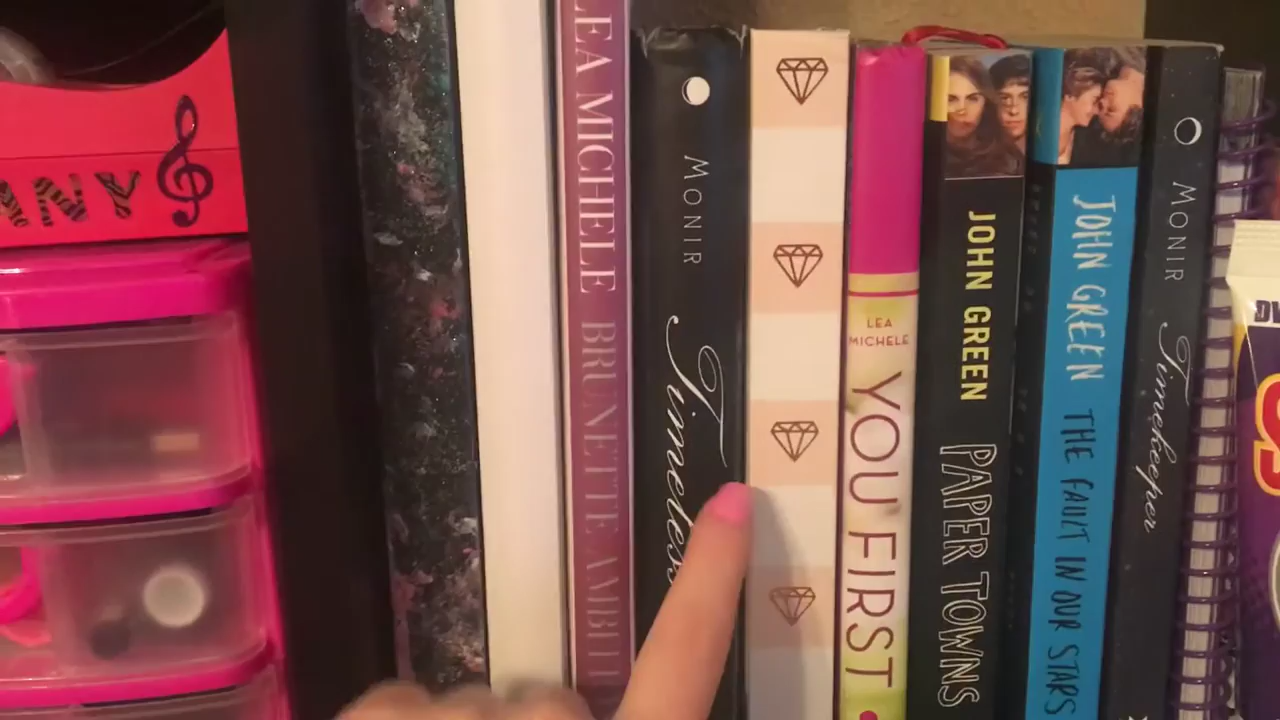 ANY
LEA MICHELE BRUNETTE AMBITI
MONIR Timeless
LEA
MICHELE
YOU FIRST
JOHN GREEN PAPER TOWNS
JOHN GREEN THE FAULT IN OUR STARS
MONIR Timekeeper